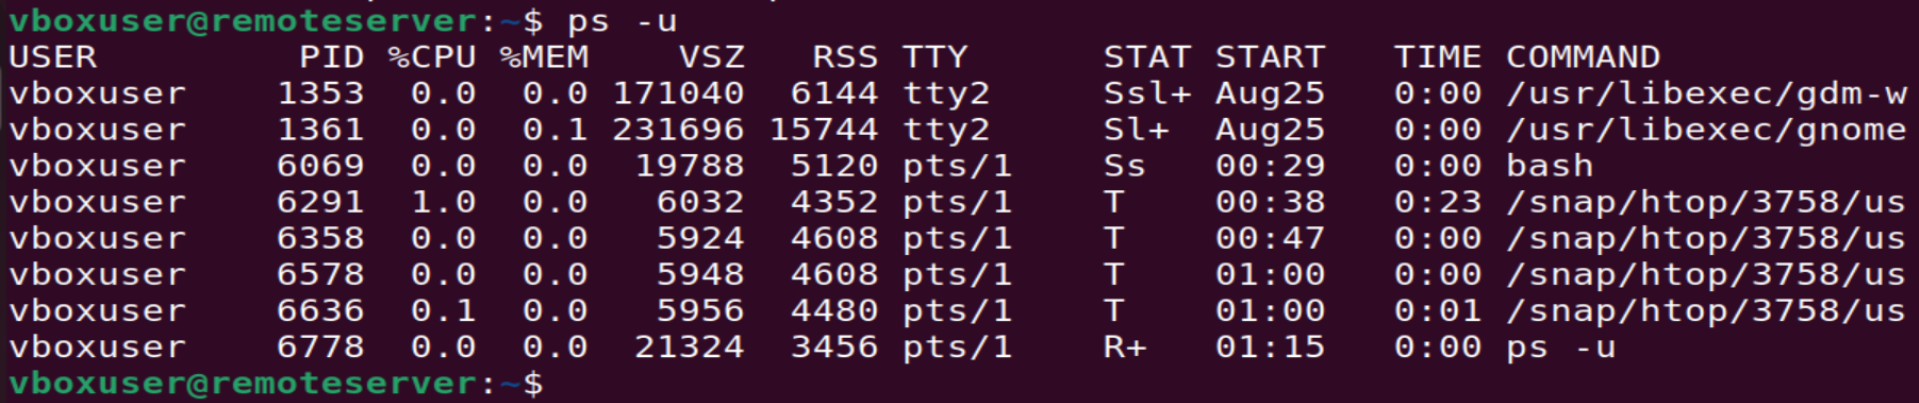 vboxuser@remoteserver:~$ ps -u
USER         PID %CPU %MEM    VSZ   RSS TTY      STAT START   TIME COMMAND
vboxuser    1353  0.0  0.0 171040  6144 tty2     Ssl+ Aug25   0:00 /usr/libexec/gdm-w
vboxuser    1361  0.0  0.1 231696 15744 tty2     Sl+  Aug25   0:00 /usr/libexec/gnome
vboxuser    6069  0.0  0.0  19788  5120 pts/1    Ss   00:29   0:00 bash
vboxuser    6291  1.0  0.0   6032  4352 pts/1    T    00:38   0:23 /snap/htop/3758/us
vboxuser    6358  0.0  0.0   5924  4608 pts/1    T    00:47   0:00 /snap/htop/3758/us
vboxuser    6578  0.0  0.0   5948  4608 pts/1    T    01:00   0:00 /snap/htop/3758/us
vboxuser    6636  0.1  0.0   5956  4480 pts/1    T    01:00   0:01 /snap/htop/3758/us
vboxuser    6778  0.0  0.0  21324  3456 pts/1    R+   01:15   0:00 ps -u
vboxuser@remoteserver:~$